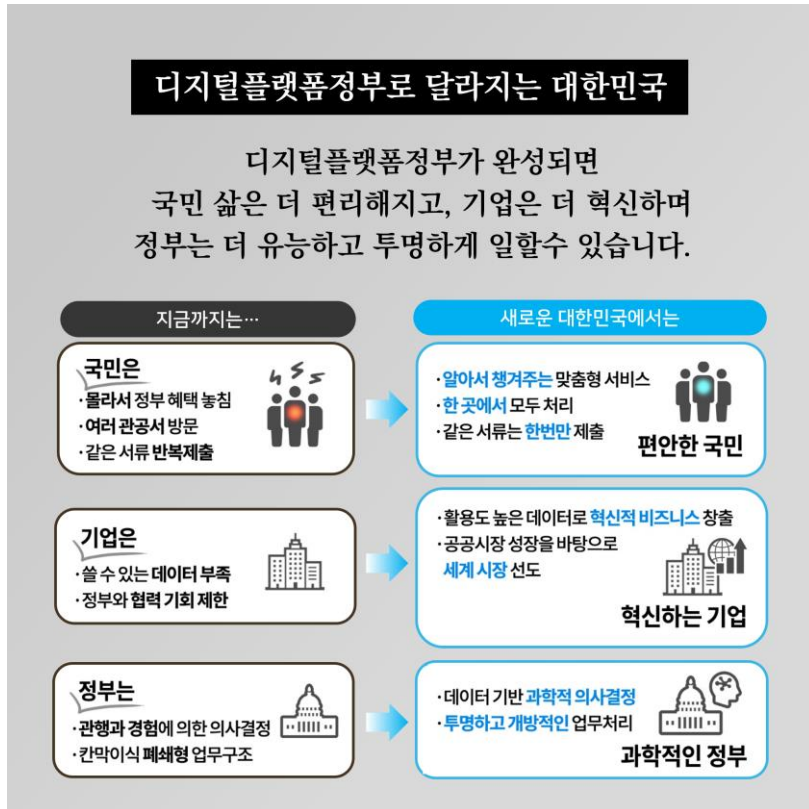 디지털플랫폼정부로 달라지는 대한민국
디지털플랫폼정부가 완성되면
국민 삶은 더 편리해지고, 기업은 더 혁신하며
정부는 더 유능하고 투명하게 일할수 있습니다.
지금까지는…
새로운 대한민국에서는
국민은
·몰라서 정부 혜택 놓침
·여러 관공서 방문
·같은 서류 반복제출
·알아서 챙겨주는 맞춤형 서비스
·한 곳에서 모두 처리
·같은 서류는 한번만 제출
편안한 국민
기업은
·쓸 수 있는 데이터 부족
·정부와 협력 기회 제한
·활용도 높은 데이터로 혁신적 비즈니스 창출
·공공시장 성장을 바탕으로
세계 시장 선도
혁신하는 기업
정부는
·관행과 경험에 의한 의사결정
·칸막이식 폐쇄형 업무구조
·데이터 기반 과학적 의사결정
·투명하고 개방적인 업무처리
과학적인 정부